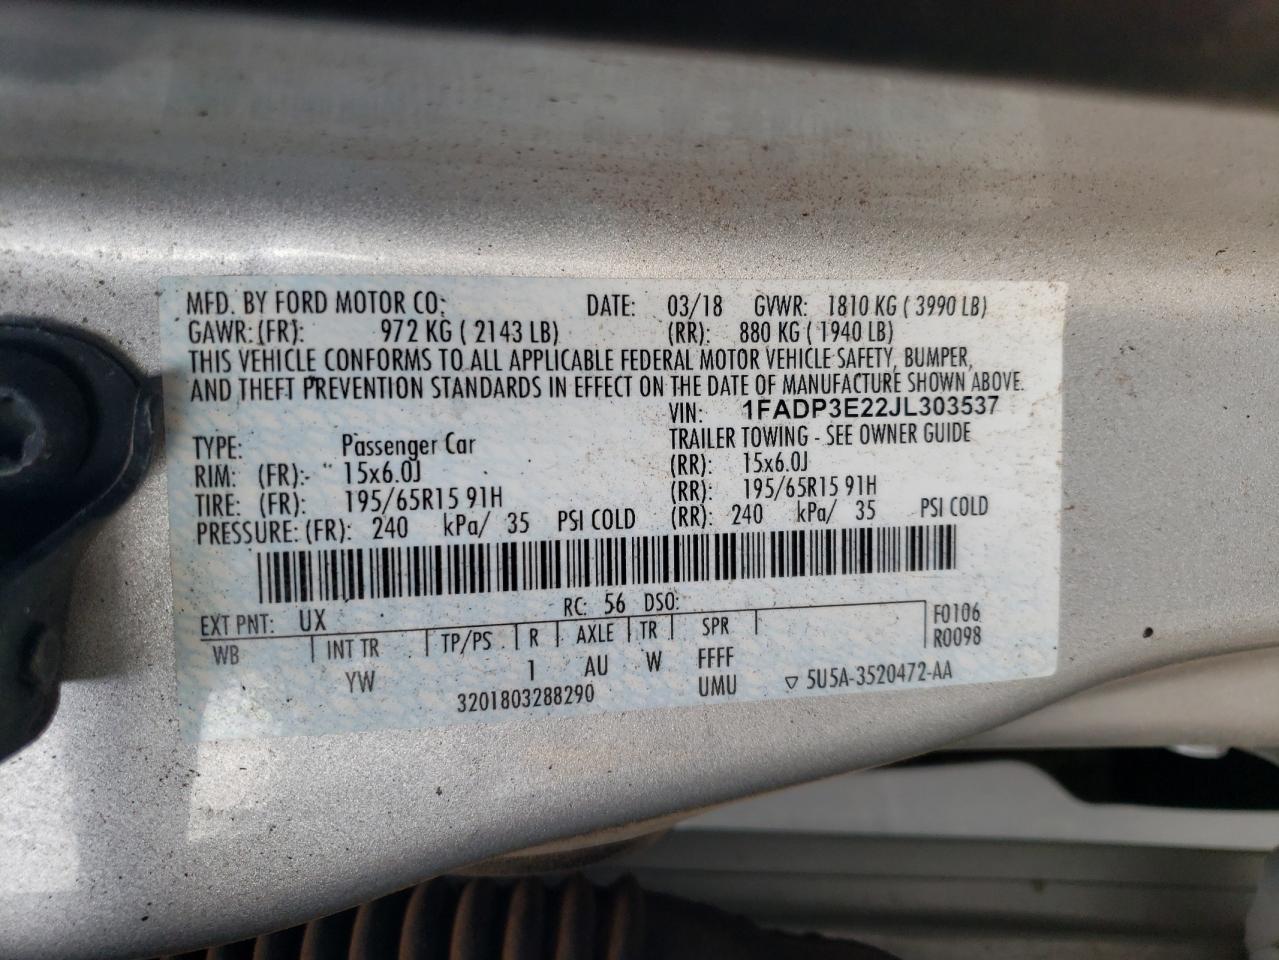 MFD. BY FORD MOTOR CO: DATE: 03/18 GVWR: 1810 KG ( 3990 LB)
GAWR:(FR): 972 KG ( 2143 LB) (RR): 880 KG ( 1940 LB)
THIS VEHICLE CONFORMS TO ALL APPLICABLE FEDERAL MOTOR VEHICLE SAFETY, BUMPER,
AND THEFT PREVENTION STANDARDS IN EFFECT ON THE DATE OF MANUFACTURE SHOWN ABOVE.
VIN: 1FADP3E22JL303537
TYPE: Passenger Car TRAILER TOWING - SEE OWNER GUIDE
RIM: (FR): 15x6.0J (RR): 15x6.0J
TIRE: (FR): 195/65R15 91H (RR): 195/65R15 91H
PRESSURE: (FR): 240 kPa/ 35 PSI COLD (RR): 240 kPa/ 35 PSI COLD
EXT PNT: UX RC: 56 DSO: F0106
WB INT TR TP/PS R AXLE TR SPR R0098
YW 1 AU W FFFF
3201803288290 UMU ▽ 5U5A-3520472-AA